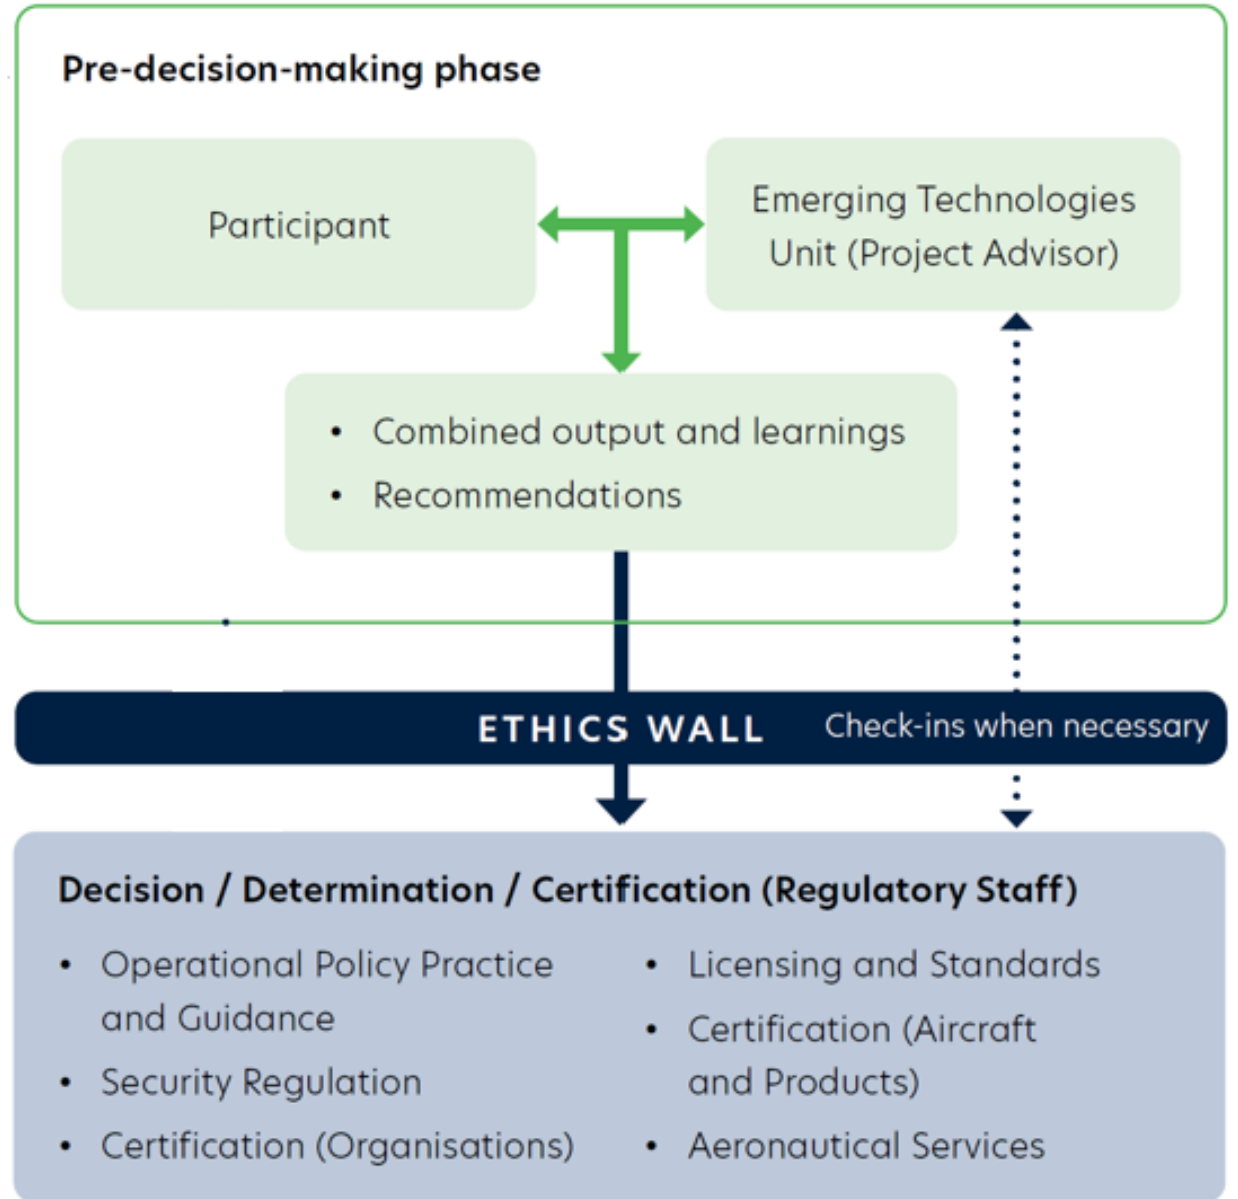 Pre-decision-making phase
Participant
Emerging Technologies
Unit (Project Advisor)
• Combined output and learnings
• Recommendations
ETHICS WALL
Check-ins when necessary
Decision / Determination / Certification (Regulatory Staff)
• Operational Policy Practice
and Guidance
• Security Regulation
• Certification (Organisations)
• Licensing and Standards
• Certification (Aircraft
and Products)
• Aeronautical Services